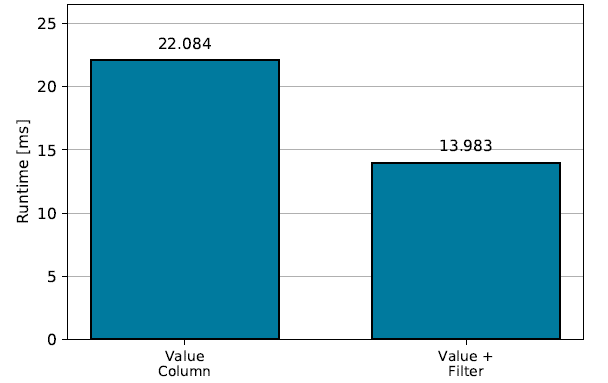 Runtime [ms]
25
20
15
10
5
0
22.084
13.983
Value
Column
Value +
Filter